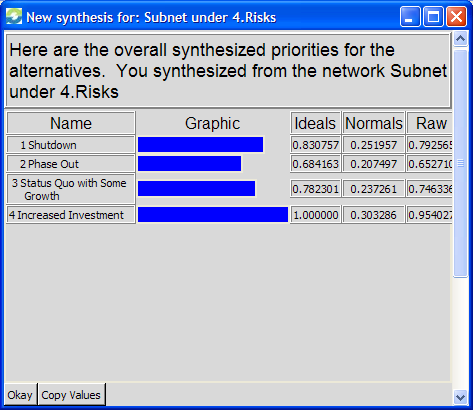 New synthesis for: Subnet under 4.Risks
Here are the overall synthesized priorities for the
alternatives. You synthesized from the network Subnet
under 4.Risks
Name Graphic Ideals Normals Raw
1 Shutdown 0.830757 0.251957 0.792565
2 Phase Out 0.684163 0.207497 0.652710
3 Status Quo with Some
Growth 0.782301 0.237261 0.746336
4 Increased Investment 1.000000 0.303286 0.954027
Okay Copy Values